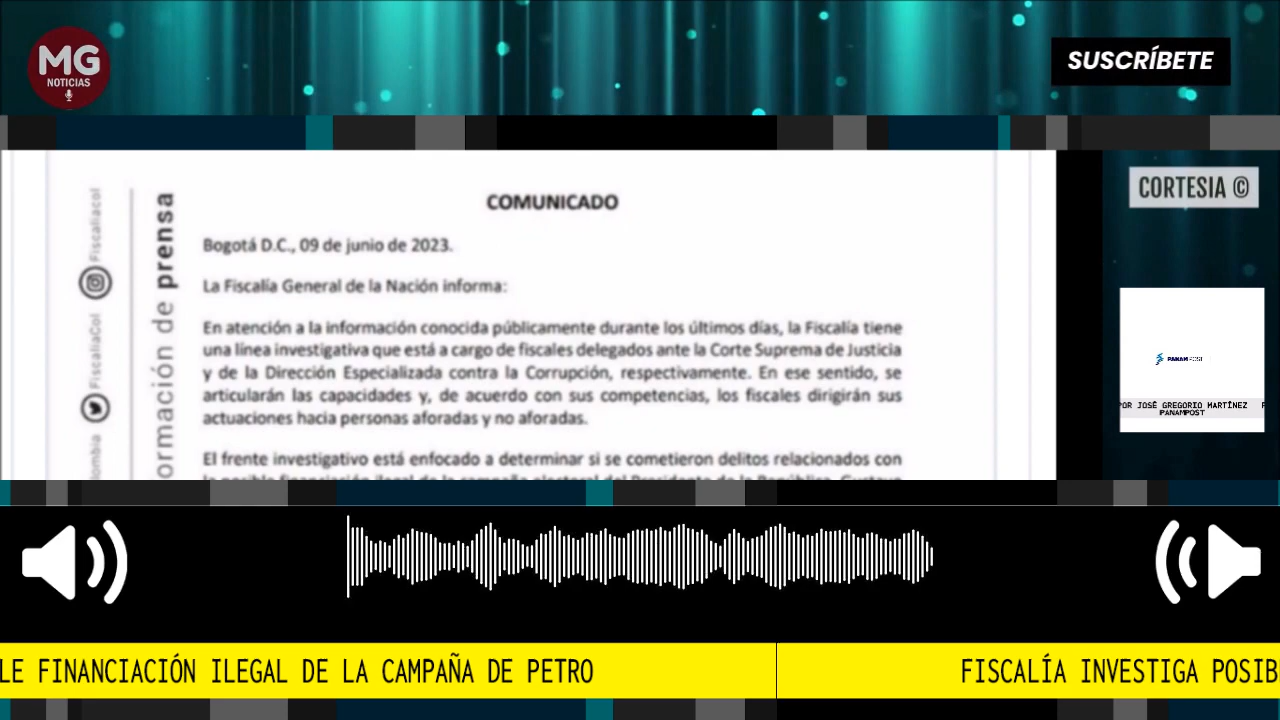 MG
NOTICIAS
SUSCRÍBETE
CORTESIA ©
Fiscaliacol
FiscaliaCol
prensa
de
COMUNICADO
Bogotá D.C., 09 de junio de 2023.
La Fiscalía General de la Nación informa:
En atención a la información conocida públicamente durante los últimos días, la Fiscalía tiene
una línea investigativa que está a cargo de fiscales delegados ante la Corte Suprema de Justicia
y de la Dirección Especializada contra la Corrupción, respectivamente. En ese sentido, se
articularán las capacidades y, de acuerdo con sus competencias, los fiscales dirigirán sus
actuaciones hacia personas aforadas y no aforadas.
El frente investigativo está enfocado a determinar si se cometieron delitos relacionados con
PANAMPOST
POR JOSÉ GREGORIO MARTÍNEZ
PANAMPOST
LE FINANCIACIÓN ILEGAL DE LA CAMPAÑA DE PETRO
FISCALÍA INVESTIGA POSIB